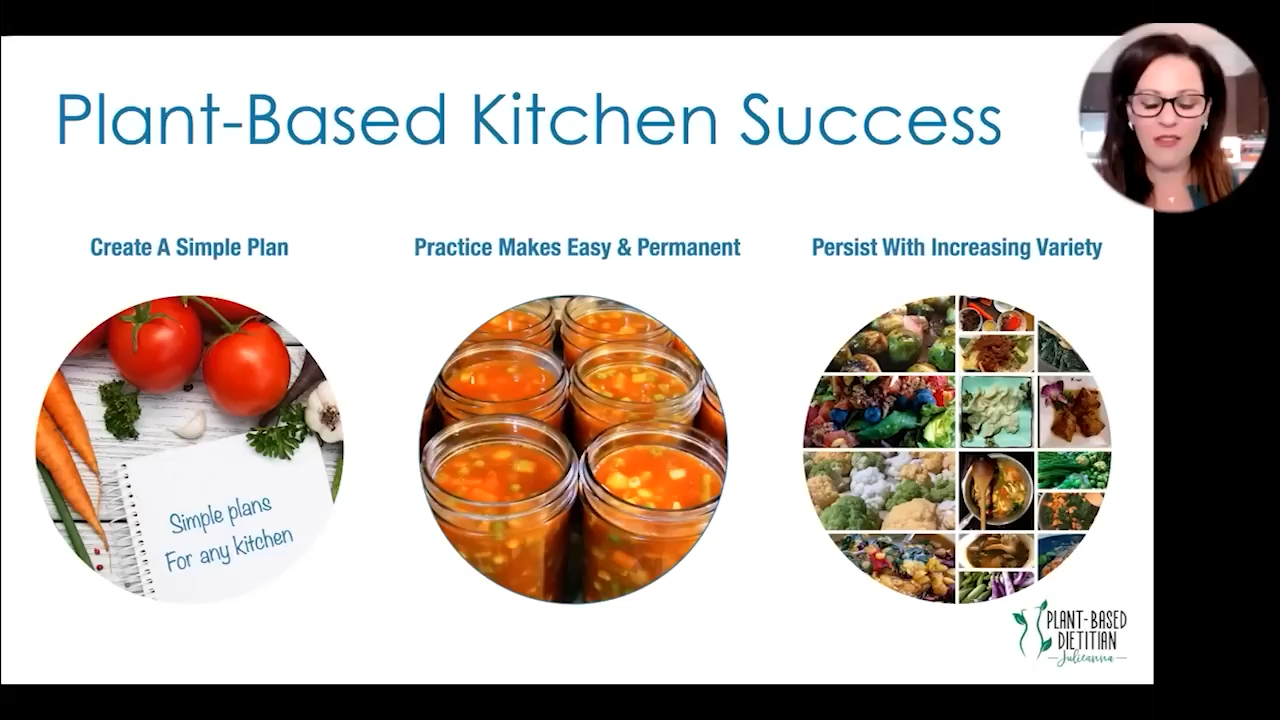 Plant-Based Kitchen Success
Create A Simple Plan
Practice Makes Easy & Permanent
Persist With Increasing Variety
Simple plans
For any kitchen
PLANT-BASED
DIETITIAN
Julieanna